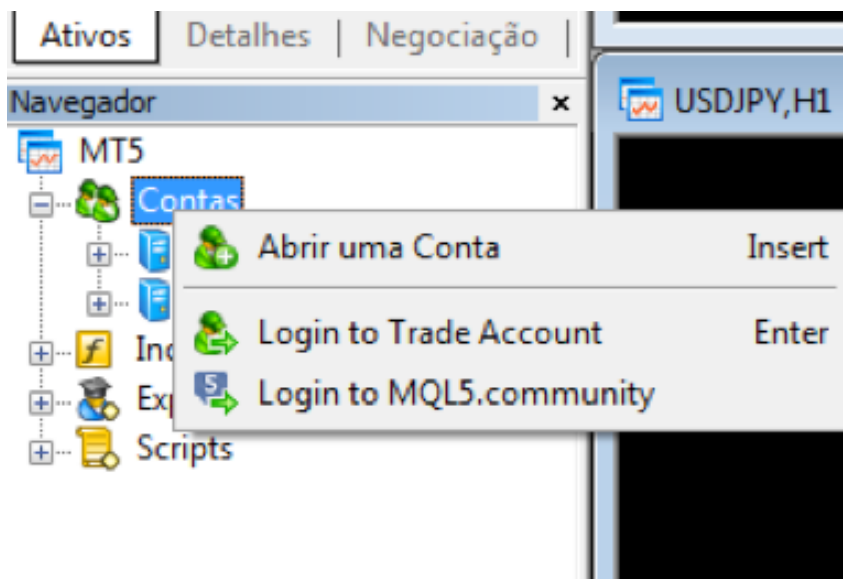 Ativos | Detalhes | Negociação |
Navegador
USDJPY,H1
MT5
Contas
Abrir uma Conta Insert
Login to Trade Account Enter
Login to MQL5.community
Scripts